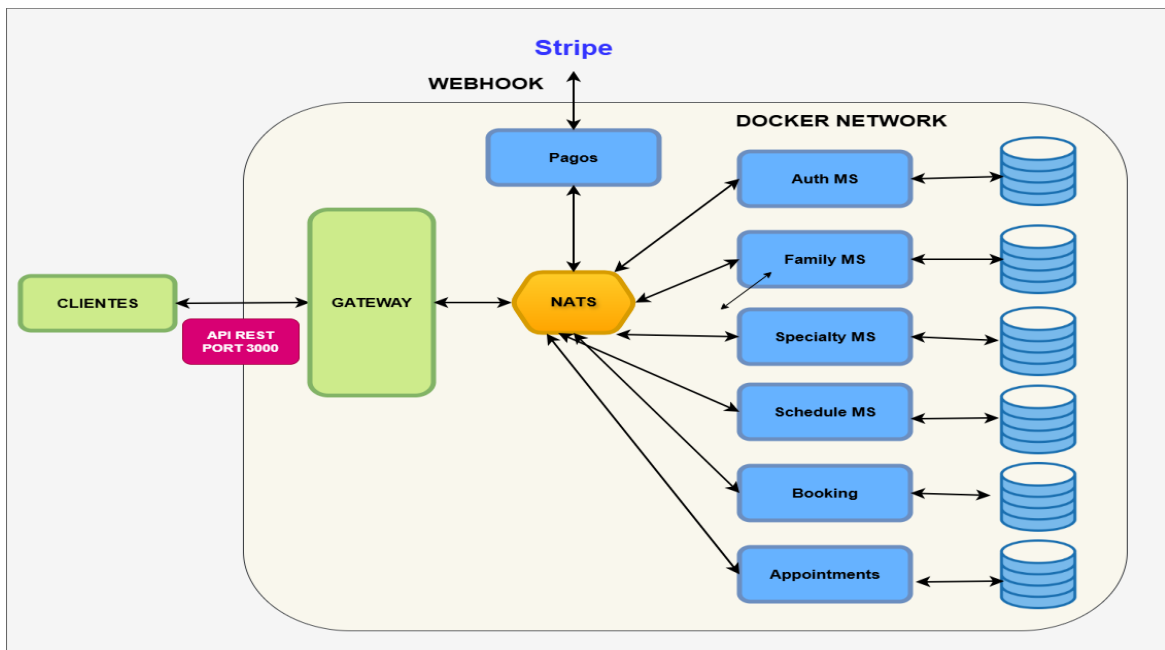 Stripe
WEBHOOK
DOCKER NETWORK
Pagos
Auth MS
Family MS
CLIENTES
GATEWAY
NATS
API REST
PORT 3000
Specialty MS
Schedule MS
Booking
Appointments